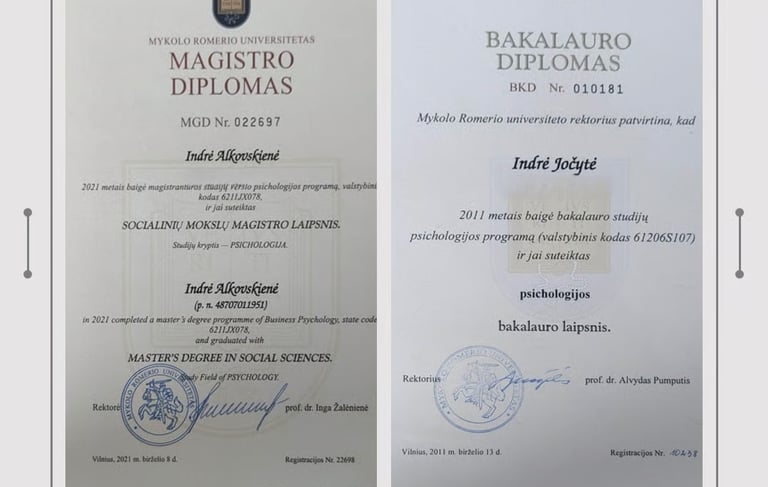 MYKOLO ROMERIO UNIVERSITETAS
MAGISTRO
DIPLOMAS
MGD Nr. 022697
Indrė Alkovskienė
2021 metais baigė magistrantūros studijų verslo psichologijos programą, valstybin
kodas 6211JX078,
ir jai suteiktas
SOCIALINIŲ MOKSLŲ MAGISTRO LAIPSNIS.
Studijų kryptis — PSICHOLOGIJA.
Indrė Alkovskienė
(p. n. 48707011951)
in 2021 completed a master's degree programme of Business Psychology, state code
6211JX078,
and graduated with
MASTER'S DEGREE IN SOCIAL SCIENCES.
Study Field of PSYCHOLOGY.
MYKOLO ROMERIO UNIVERSITETAS
Rektorė
prof. dr. Inga Žalėnienė
Vilnius, 2021 m. birželio 8 d.
Registracijos Nr. 22698
BAKALAURO
DIPLOMAS
BKD Nr. 010181
Mykolo Romerio universiteto rektorius patvirtina, kad
Indrė Jočytė
2011 metais baigė bakalauro studijų
psichologijos programą (valstybinis kodas 61206S107)
ir jai suteiktas
psichologijos
bakalauro laipsnis.
Rektorius
prof. dr. Alvydas Pumputis
Vilnius, 2011 m. birželio 13 d.
Registracijos Nr. 10438